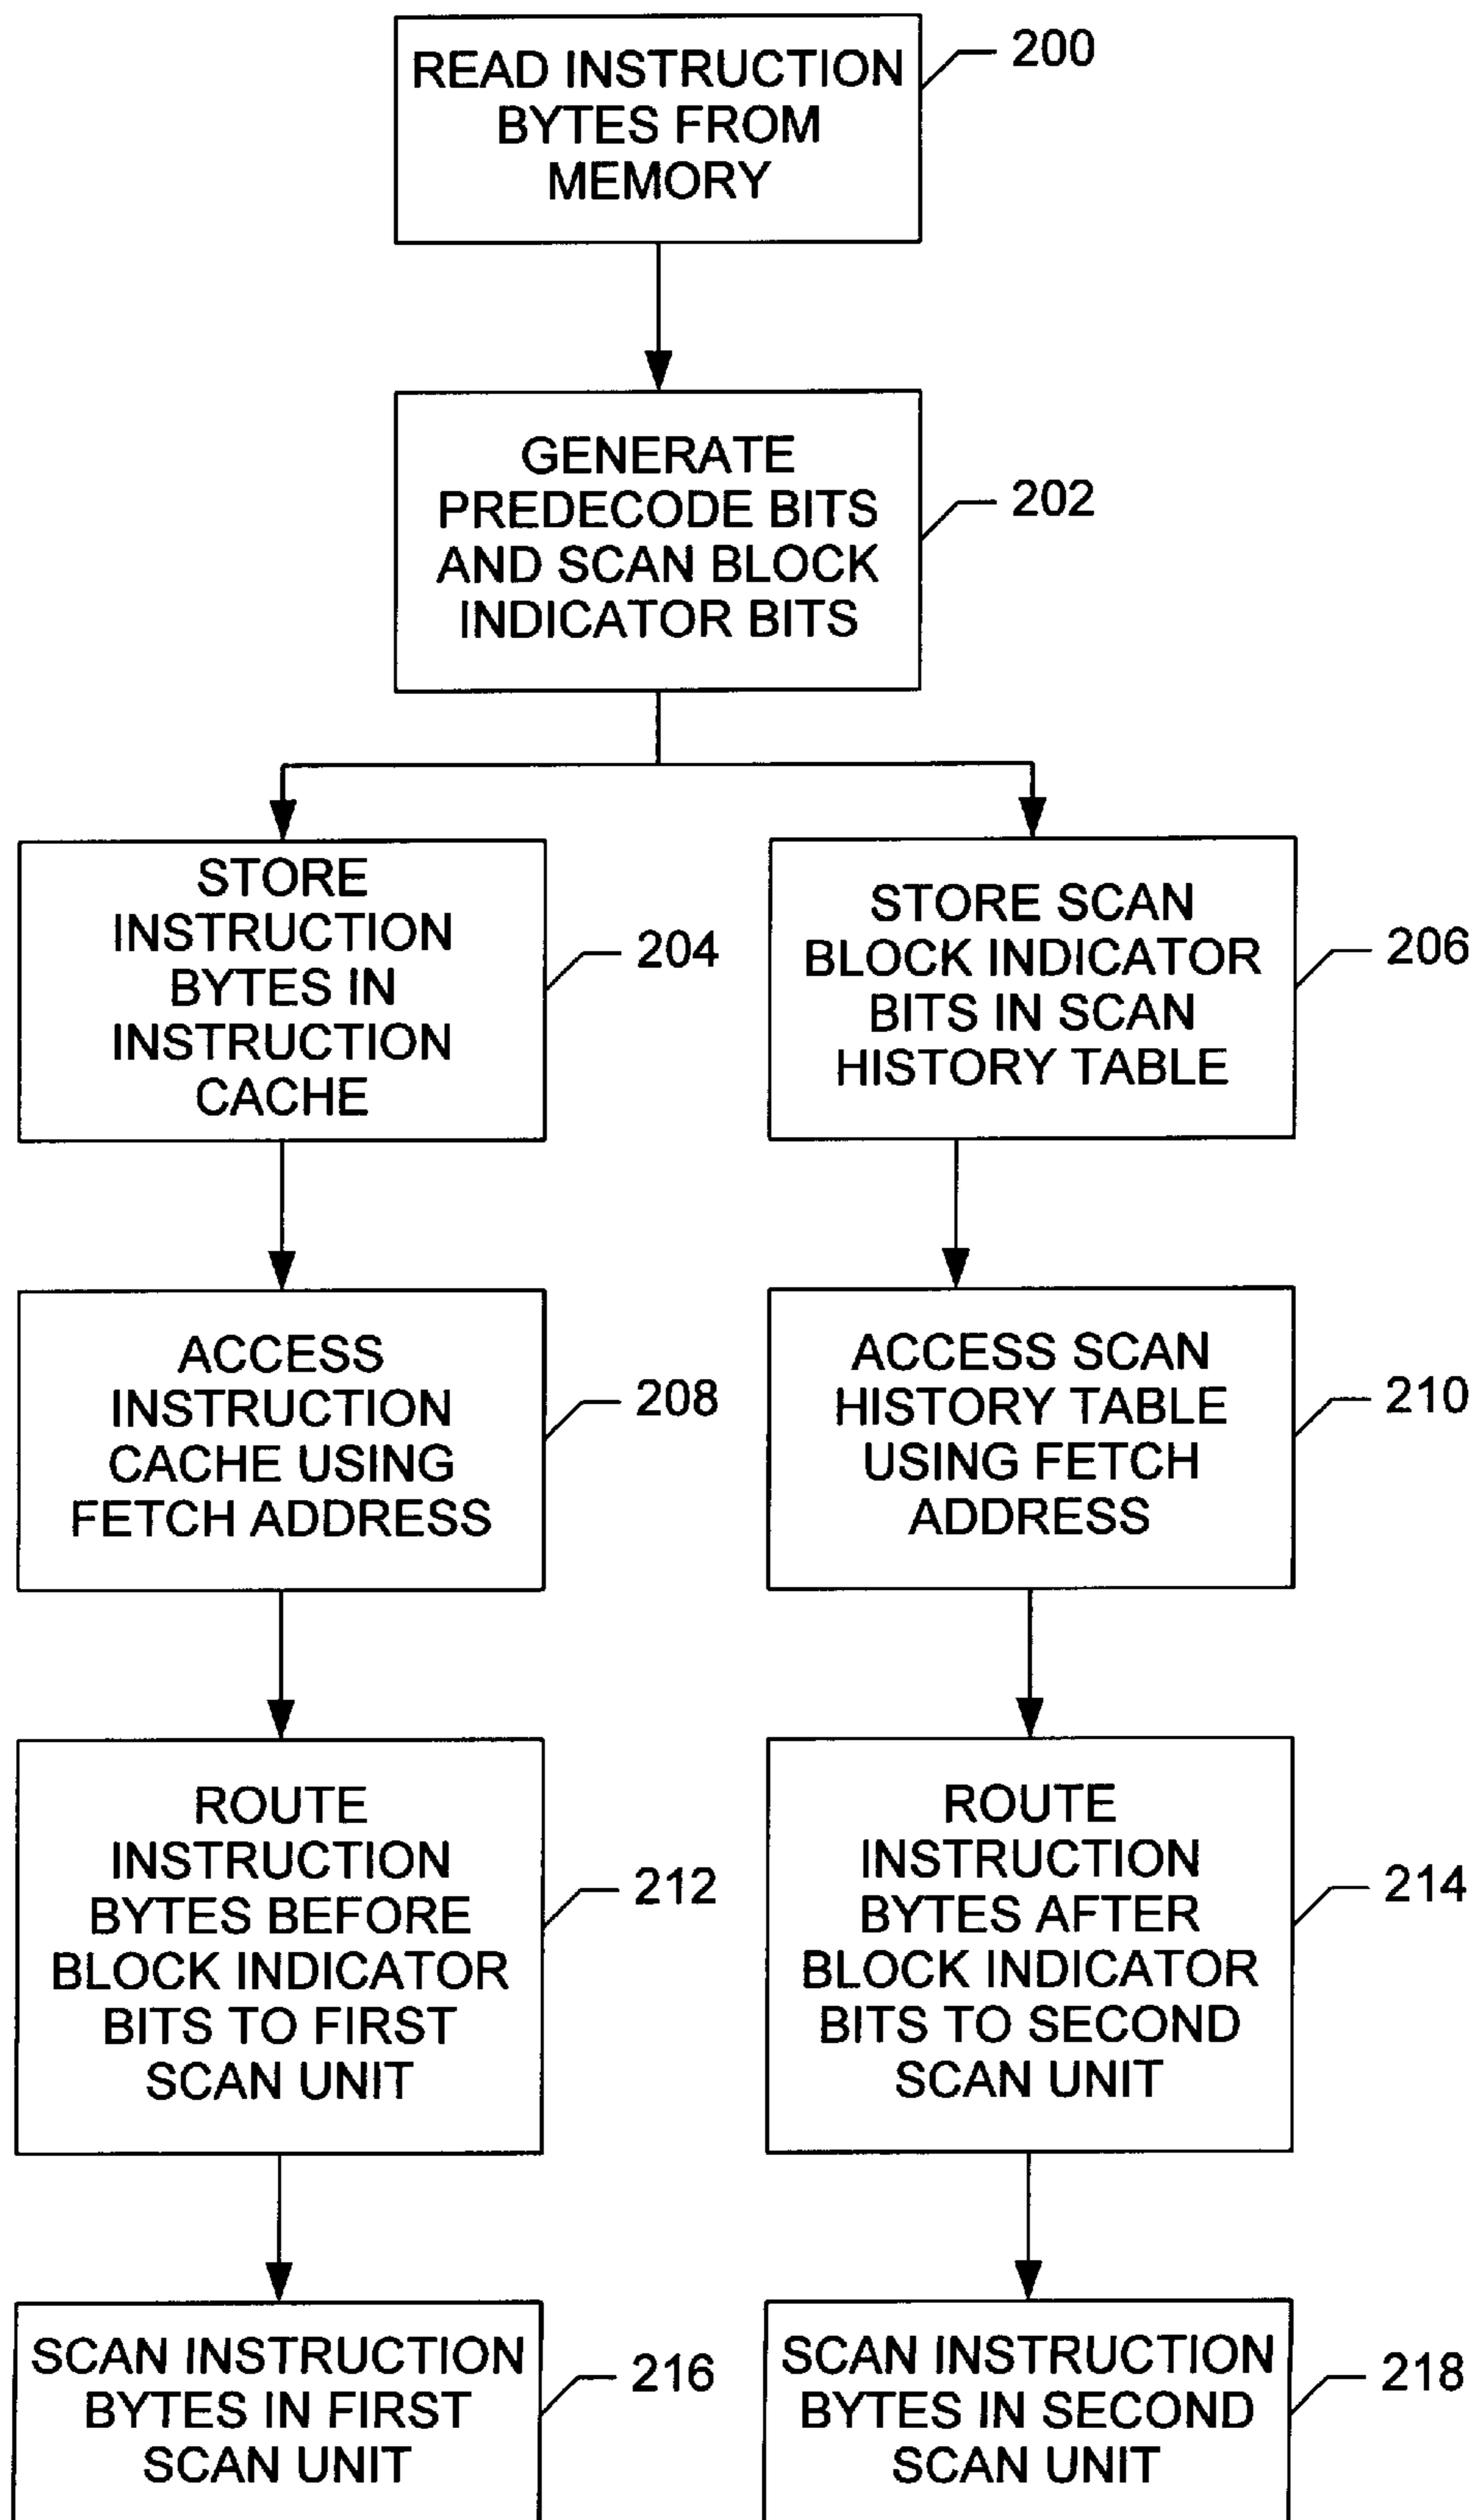 READ INSTRUCTION
BYTES FROM
MEMORY
200
GENERATE
PREDECODE BITS
AND SCAN BLOCK
INDICATOR BITS
202
STORE
INSTRUCTION
BYTES IN
INSTRUCTION
CACHE
204
STORE SCAN
BLOCK INDICATOR
BITS IN SCAN
HISTORY TABLE
206
ACCESS
INSTRUCTION
CACHE USING
FETCH ADDRESS
208
ACCESS SCAN
HISTORY TABLE
USING FETCH
ADDRESS
210
ROUTE
INSTRUCTION
BYTES BEFORE
BLOCK INDICATOR
BITS TO FIRST
SCAN UNIT
212
ROUTE
INSTRUCTION
BYTES AFTER
BLOCK INDICATOR
BITS TO SECOND
SCAN UNIT
214
SCAN INSTRUCTION
BYTES IN FIRST
SCAN UNIT
216
SCAN INSTRUCTION
BYTES IN SECOND
SCAN UNIT
218